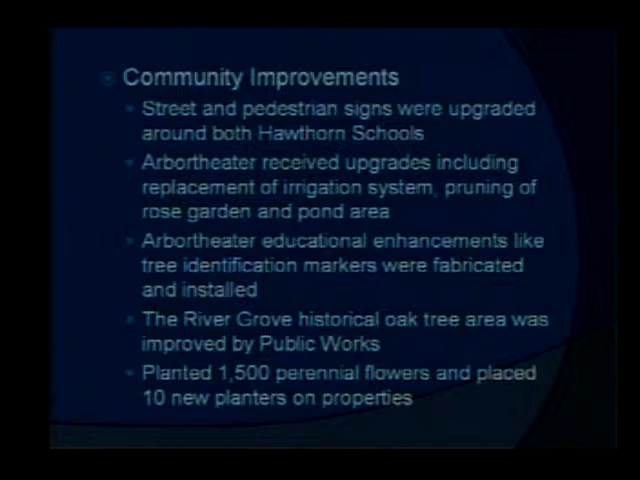 Community Improvements
Street and pedestrian signs were upgraded
around both Hawthorn Schools
Arbortheater received upgrades including
replacement of irrigation system, pruning of
rose garden and pond area
Arbortheater educational enhancements like
tree identification markers were fabricated
and installed
The River Grove historical oak tree area was
improved by Public Works
Planted 1,500 perennial flowers and placed
10 new planters on properties